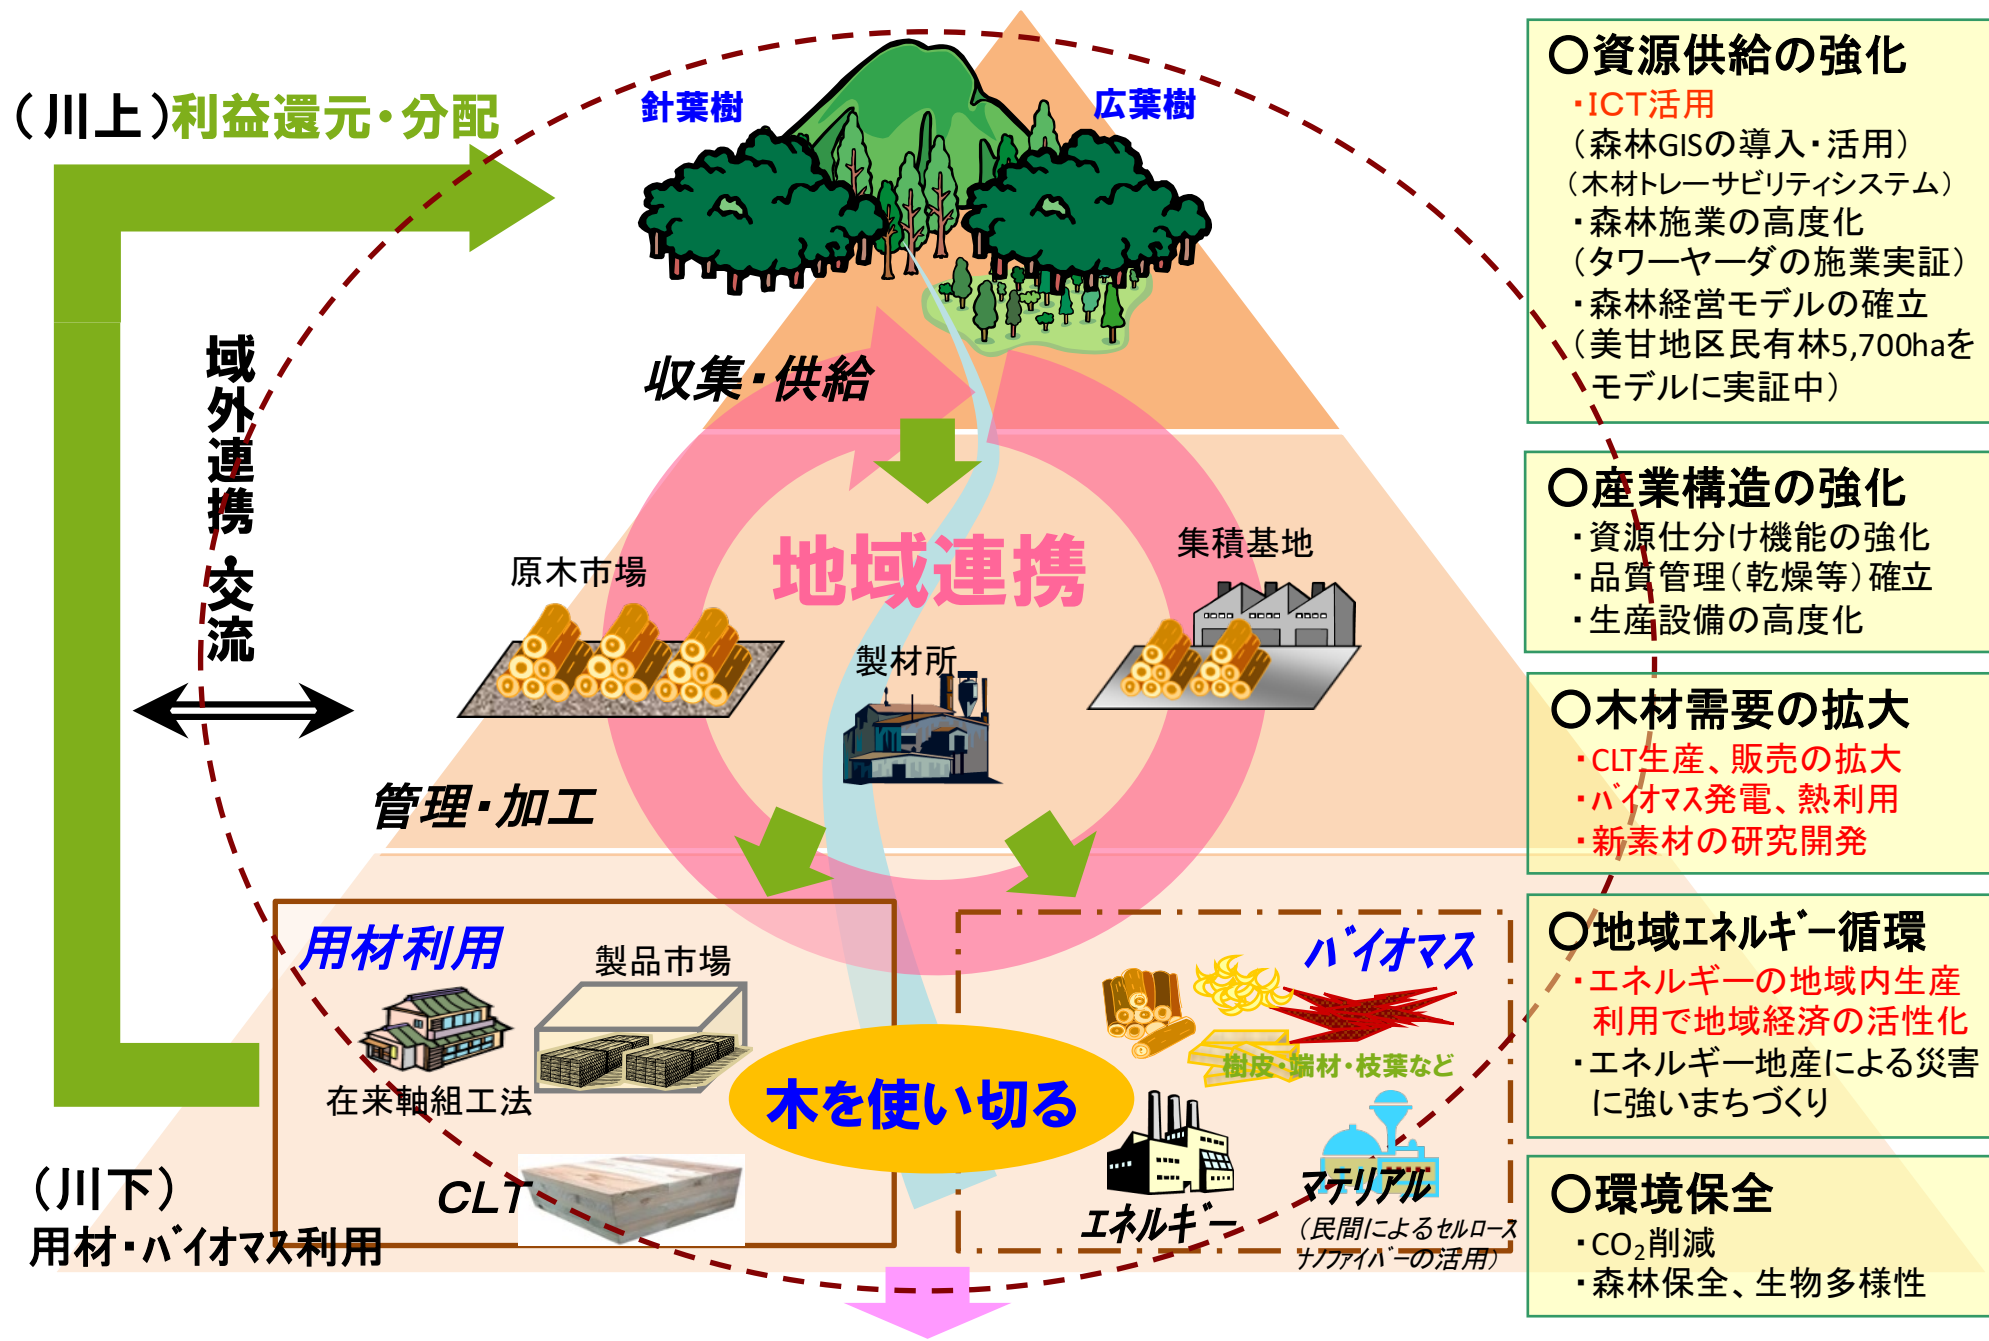 （川上）利益還元・分配
針葉樹
広葉樹
収集・供給
域外連携・交流
地域連携
原木市場
集積基地
製材所
管理・加工
用材利用
製品市場
在来軸組工法
CLT
木を使い切る
バイオマス
樹皮・端材・枝葉など
エネルギー
マテリアル
（民間によるセルロース
ナノファイバーの活用）
（川下）
用材・バイオマス利用
〇資源供給の強化
・ICT活用
（森林GISの導入・活用）
（木材トレーサビリティシステム）
・森林施業の高度化
（タワーヤーダの施業実証）
・森林経営モデルの確立
（美甘地区民有林5,700haを
モデルに実証中）
〇産業構造の強化
・資源仕分け機能の強化
・品質管理（乾燥等）確立
・生産設備の高度化
〇木材需要の拡大
・CLT生産、販売の拡大
・バイオマス発電、熱利用
・新素材の研究開発
〇地域エネルギー循環
・エネルギーの地域内生産
利用で地域経済の活性化
・エネルギー地産による災害
に強いまちづくり
〇環境保全
・CO₂削減
・森林保全、生物多様性